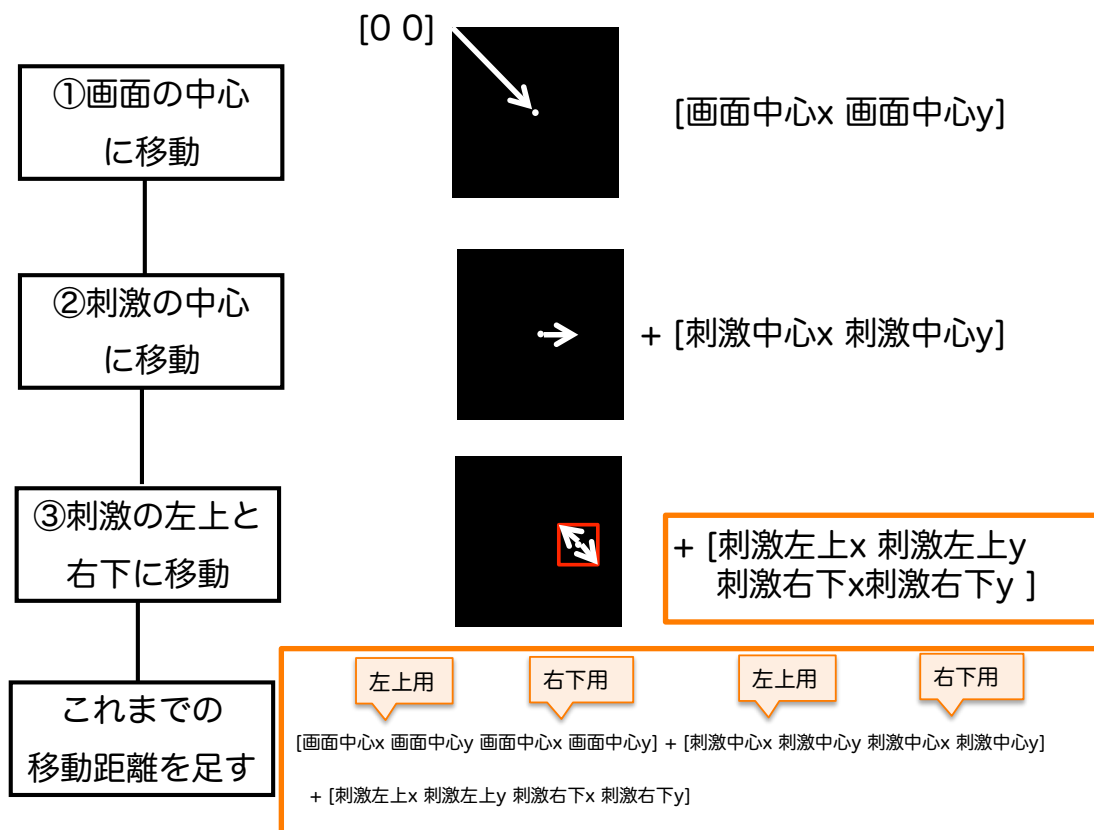 [0 0]
①画面の中心
に移動
[画面中心x 画面中心y]
②刺激の中心
に移動
+ [刺激中心x 刺激中心y]
③刺激の左上と
右下に移動
+ [刺激左上x 刺激左上y
刺激右下x刺激右下y ]
これまでの
移動距離を足す
左上用
右下用
左上用
右下用
[画面中心x 画面中心y 画面中心x 画面中心y] + [刺激中心x 刺激中心y 刺激中心x 刺激中心y]
+ [刺激左上x 刺激左上y 刺激右下x 刺激右下y]